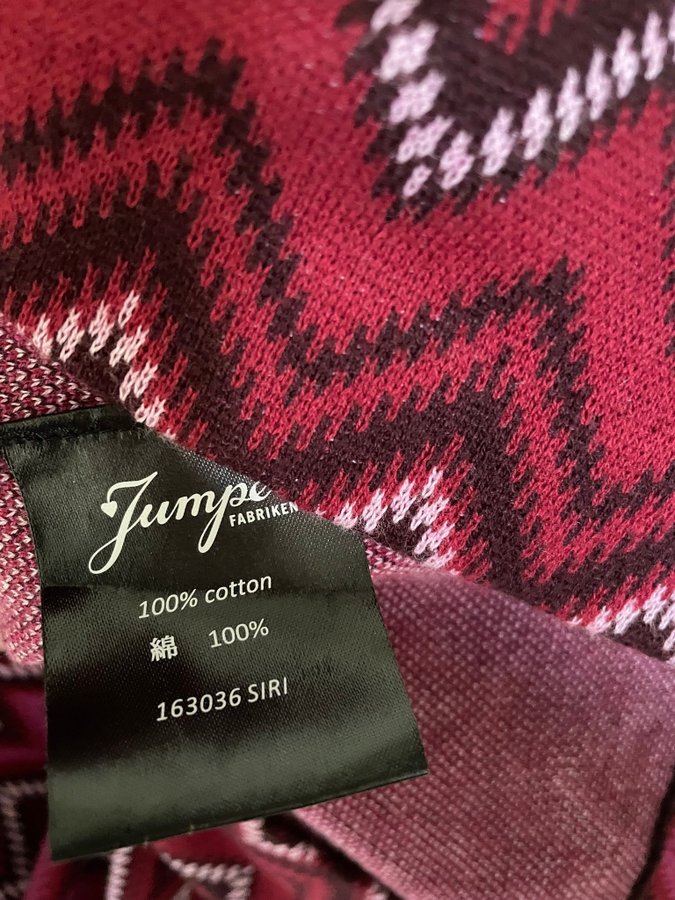 Jumpe
FABRIKEN
100% cotton
綿 100%
163036 SIRI